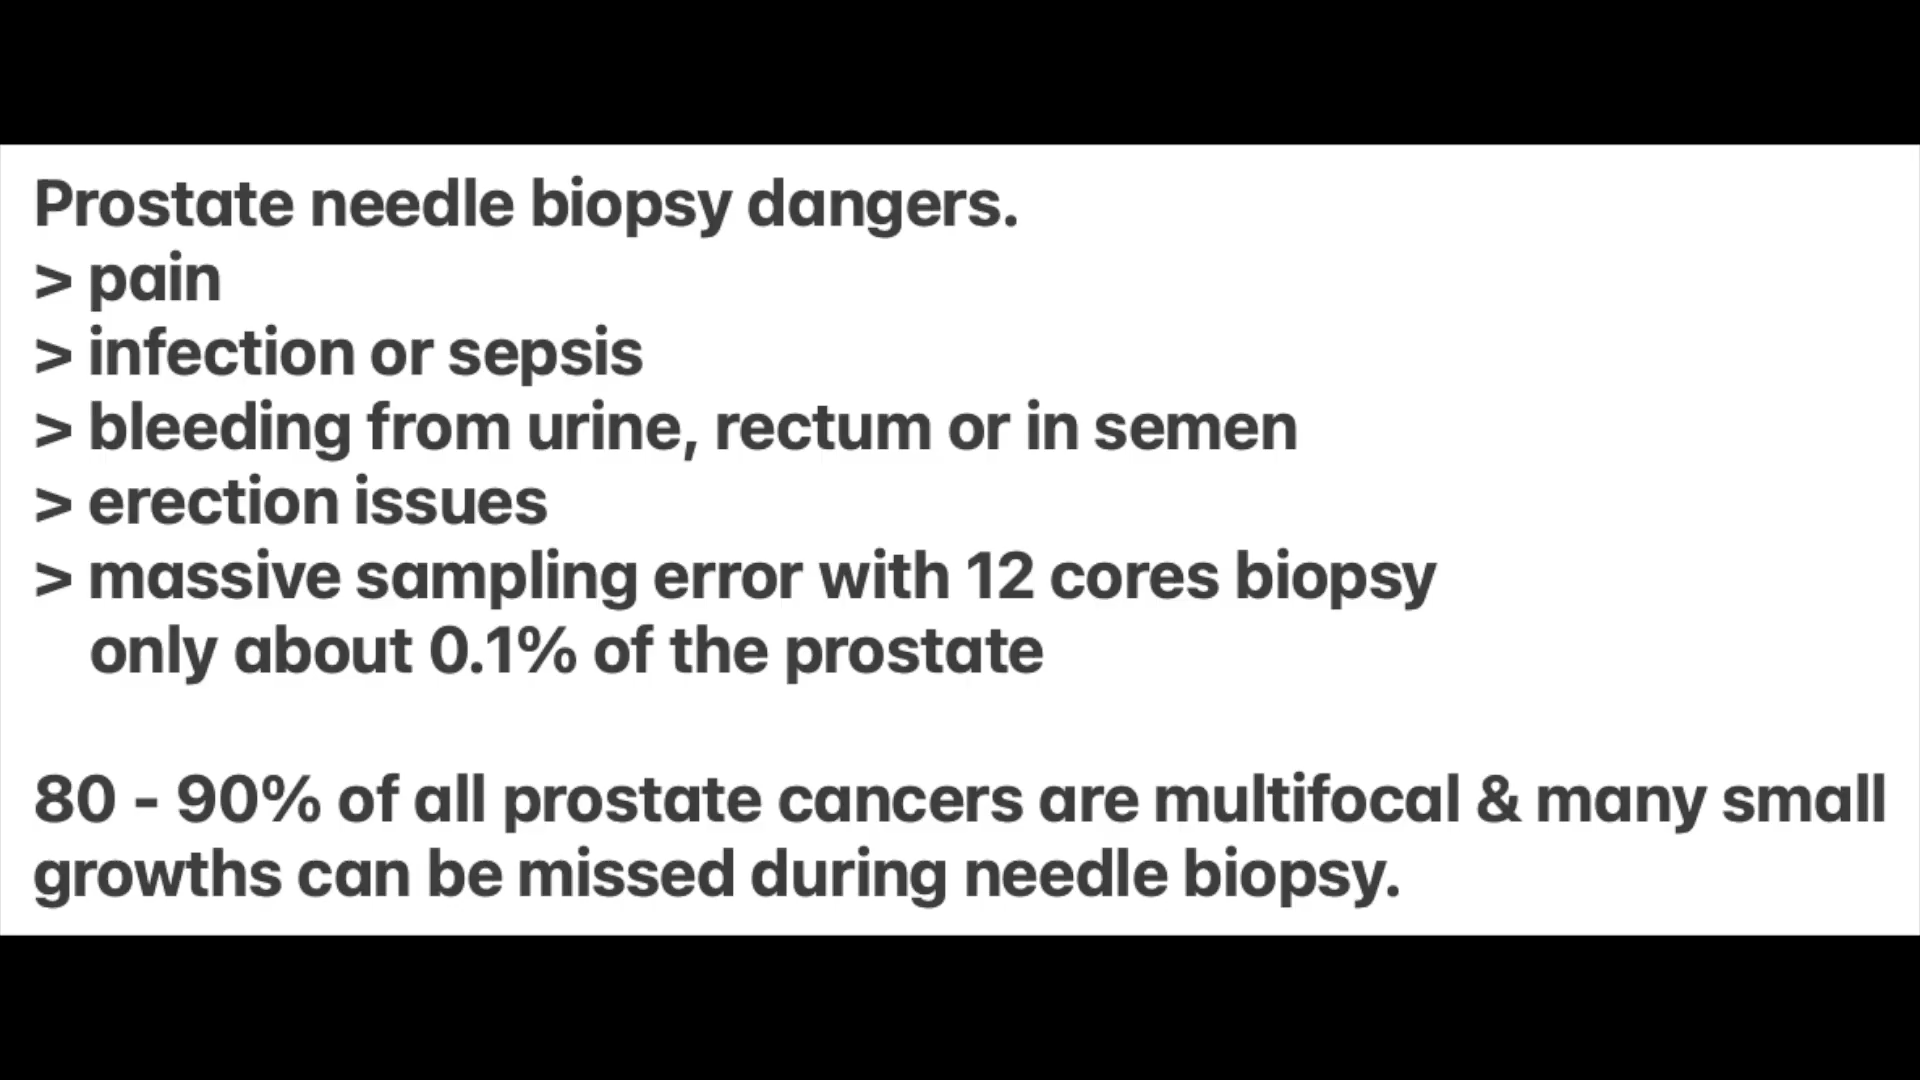 Prostate needle biopsy dangers.
> pain
> infection or sepsis
> bleeding from urine, rectum or in semen
> erection issues
> massive sampling error with 12 cores biopsy
only about 0.1% of the prostate
80 - 90% of all prostate cancers are multifocal & many small
growths can be missed during needle biopsy.